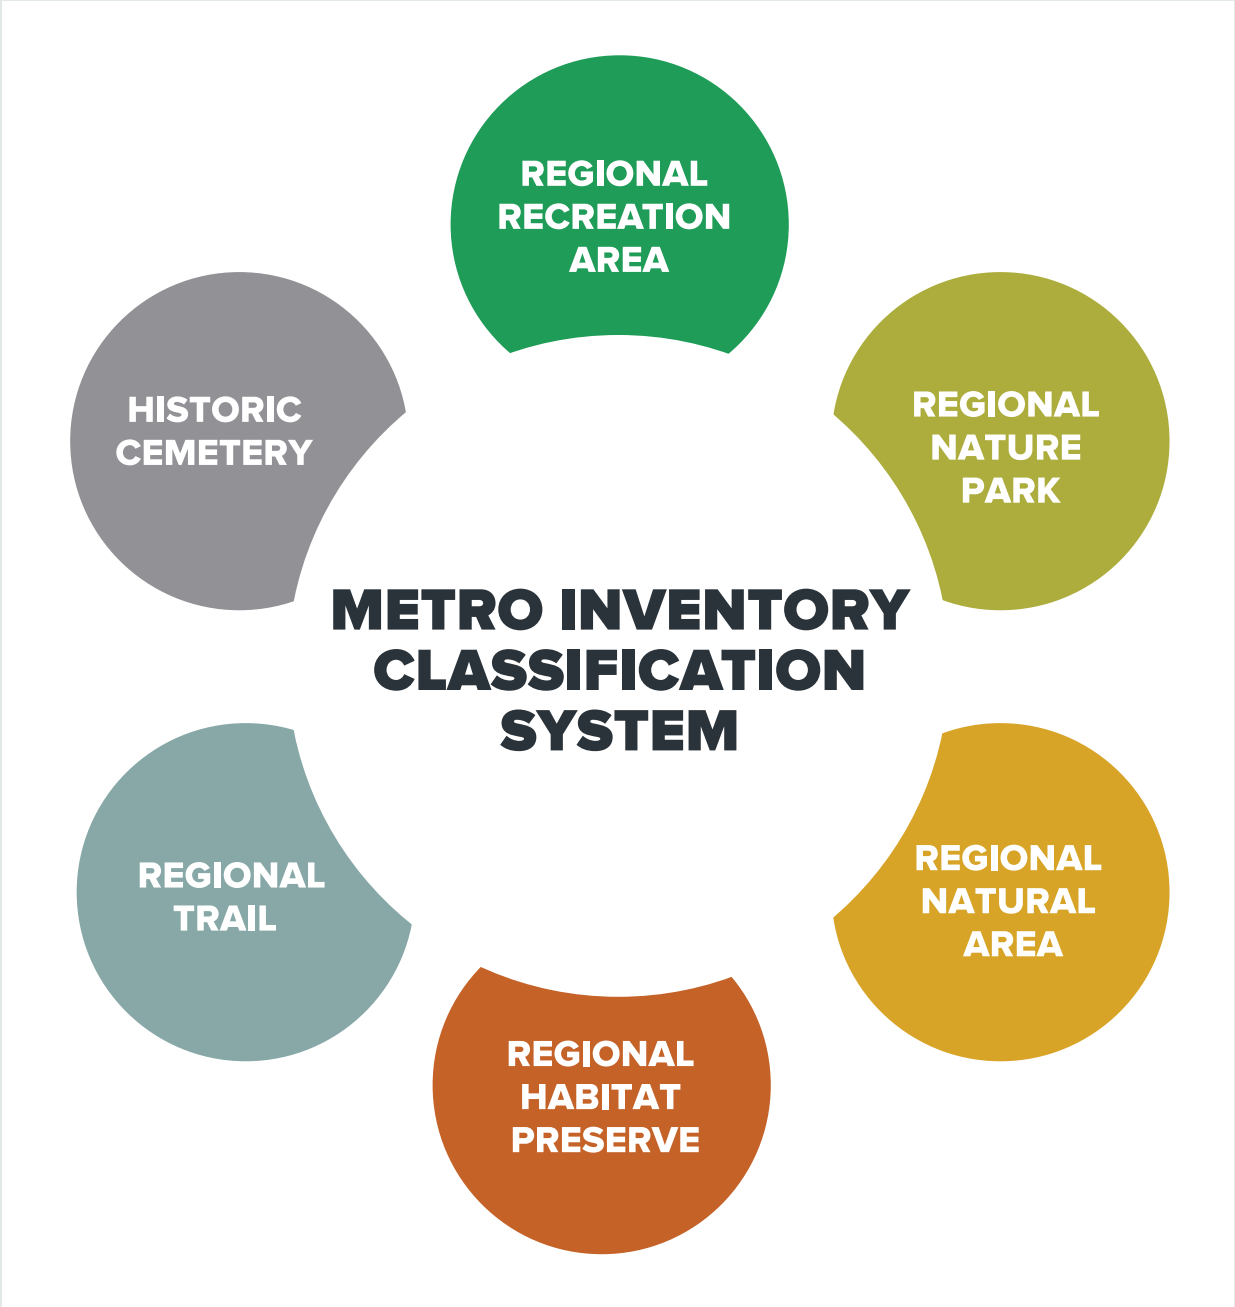 REGIONAL
RECREATION
AREA
HISTORIC
CEMETERY
REGIONAL
NATURE
PARK
METRO INVENTORY
CLASSIFICATION
SYSTEM
REGIONAL
TRAIL
REGIONAL
NATURAL
AREA
REGIONAL
HABITAT
PRESERVE